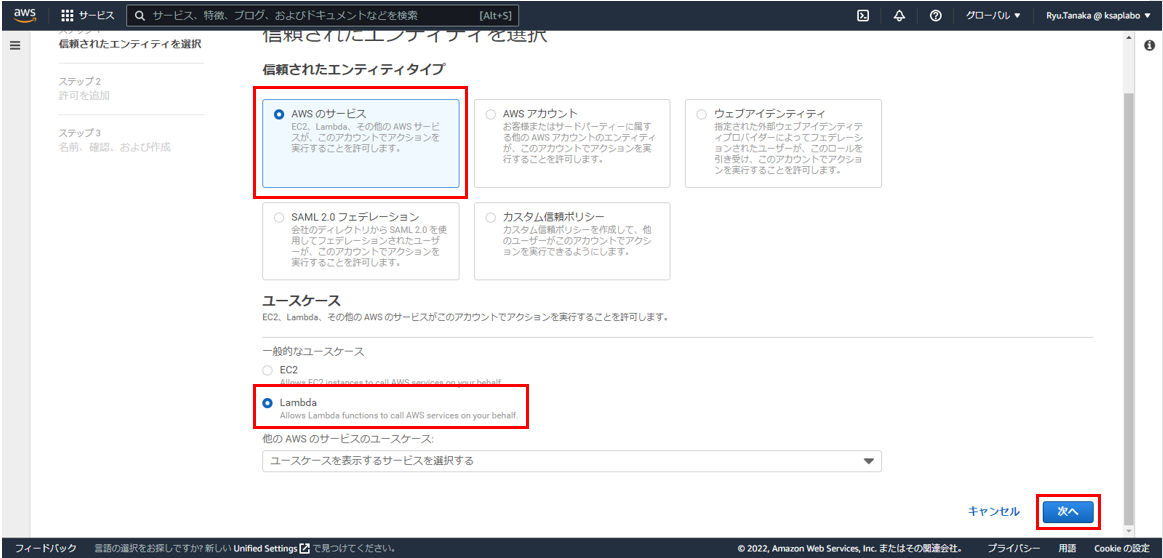 aws
サービス
サービス、特徴、ブログ、およびドキュメントなどを検索
[Alt+S]
グローバル ▼
Ryu.Tanaka @ ksaplabo ▼
信頼されたエンティティを選択
ステップ 2
許可を追加
ステップ 3
名前、確認、および作成
信頼されたエンティティを選択
信頼されたエンティティタイプ
AWS のサービス
EC2、Lambda、その他の AWS サービ
スが、このアカウントでアクションを
実行することを許可します。
AWS アカウント
お客様またはサードパーティーに属す
る他の AWS アカウントのエンティティ
が、このアカウントでアクションを実
行することを許可します。
ウェブアイデンティティ
指定された外部ウェブアイデンティテ
ィプロバイダーによってフェデレーシ
ョンされたユーザーが、このロールを
引き受け、このアカウントでアクショ
ンを実行することを許可します。
SAML 2.0 フェデレーション
会社のディレクトリから SAML 2.0 を使
用してフェデレーションされたユーザ
ーが、このアカウントでアクションを
実行することを許可します。
カスタム信頼ポリシー
カスタム信頼ポリシーを作成して、他
のユーザーがこのアカウントでアクシ
ョンを実行できるようにします。
ユースケース
EC2、Lambda、その他の AWS のサービスがこのアカウントでアクションを実行することを許可します。
一般的なユースケース
EC2
Allows EC2 instances to call AWS services on your behalf.
Lambda
Allows Lambda functions to call AWS services on your behalf.
他の AWS のサービスのユースケース:
ユースケースを表示するサービスを選択する
キャンセル
次へ
フィードバック
言語の選択をお探しですか? 新しい Unified Settings で見つけてください。
© 2022, Amazon Web Services, Inc. またはその関連会社。
プライバシー
用語
Cookie の設定